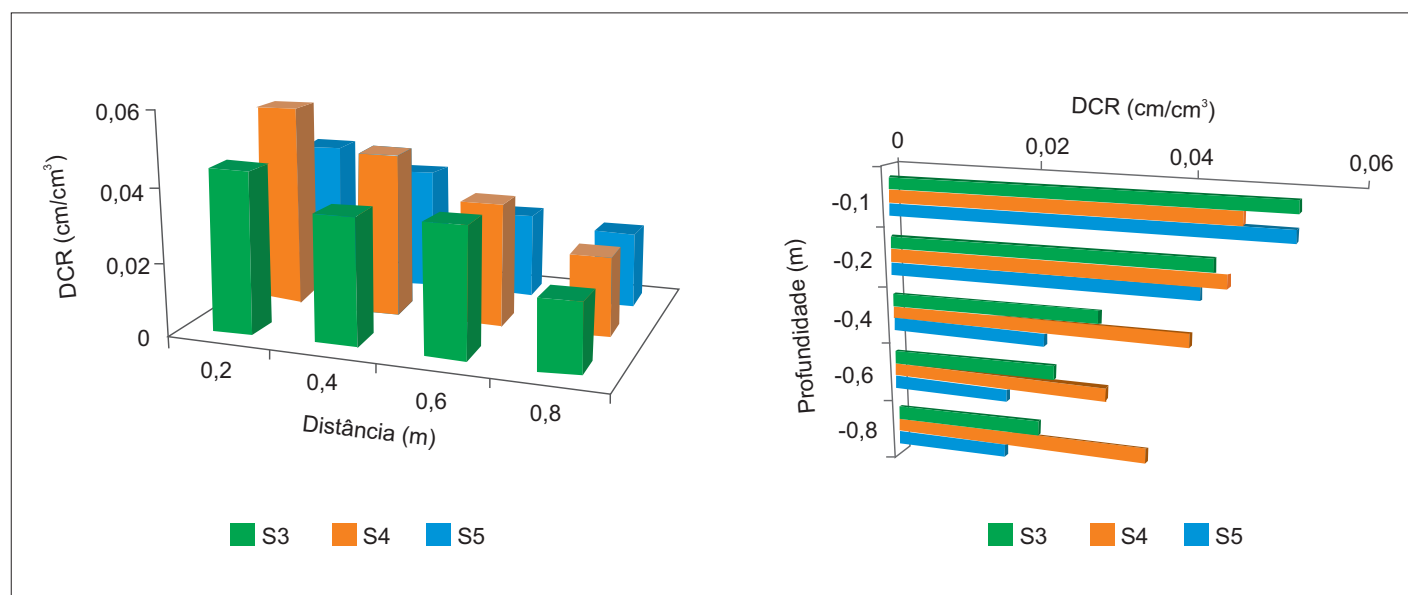 DCR (cm/cm³)
0,06
0,04
0,02
0
0,2
0,4
0,6
0,8
Distância (m)
S3 S4 S5
DCR (cm/cm³)
0
0,02
0,04
0,06
Profundidade (m)
-0,1
-0,2
-0,4
-0,6
-0,8
S3 S4 S5